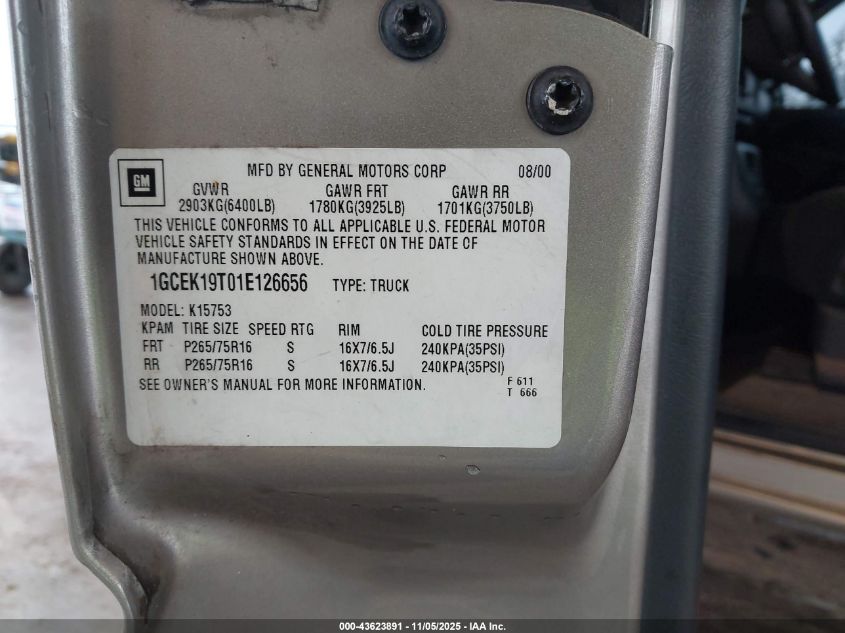 GM
MFD BY GENERAL MOTORS CORP 08/00
GVWR GAWR FRT GAWR RR
2903KG(6400LB) 1780KG(3925LB) 1701KG(3750LB)
THIS VEHICLE CONFORMS TO ALL APPLICABLE U.S. FEDERAL MOTOR
VEHICLE SAFETY STANDARDS IN EFFECT ON THE DATE OF
MANUFACTURE SHOWN ABOVE.
1GCEK19T01E126656 TYPE: TRUCK
MODEL: K15753
KPAM TIRE SIZE SPEED RTG RIM COLD TIRE PRESSURE
FRT P265/75R16 S 16X7/6.5J 240KPA(35PSI)
RR P265/75R16 S 16X7/6.5J 240KPA(35PSI)
SEE OWNER'S MANUAL FOR MORE INFORMATION.
F 611
T 666
000-43623891 - 11/05/2025 - IAA Inc.